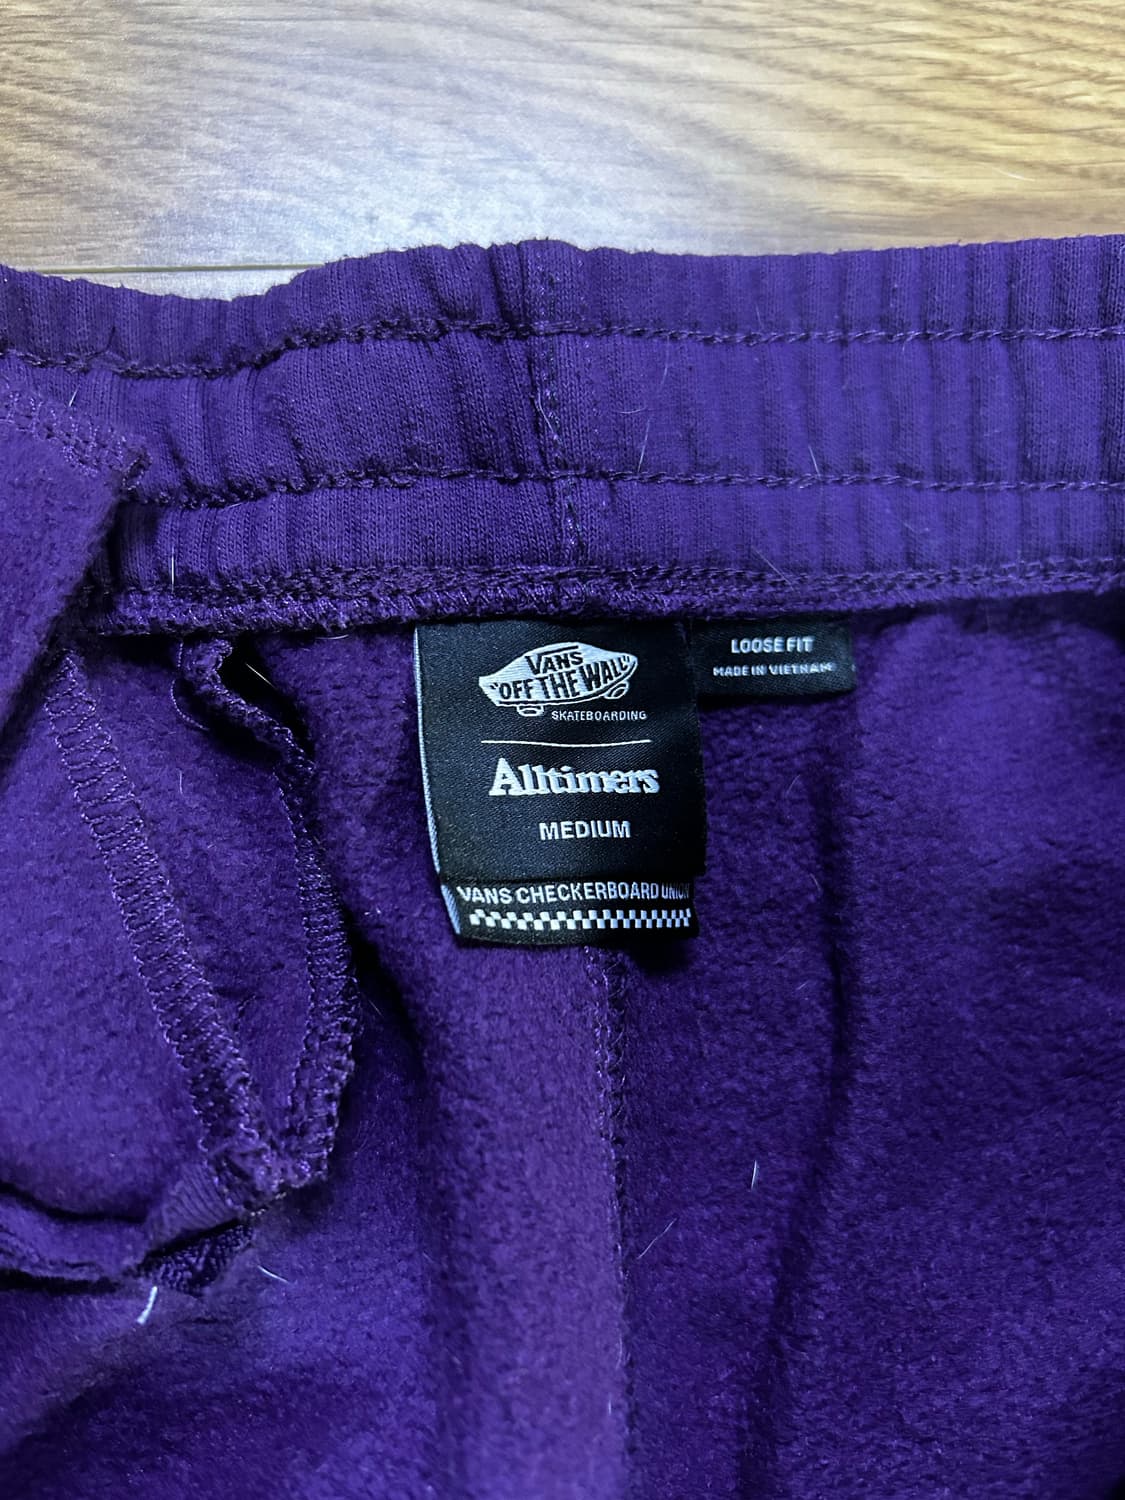 VANS
"OFF THE WALL"
SKATEBOARDING
Alltimers
MEDIUM
VANS CHECKERBOARD UNION
LOOSE FIT
MADE IN VIETNAM